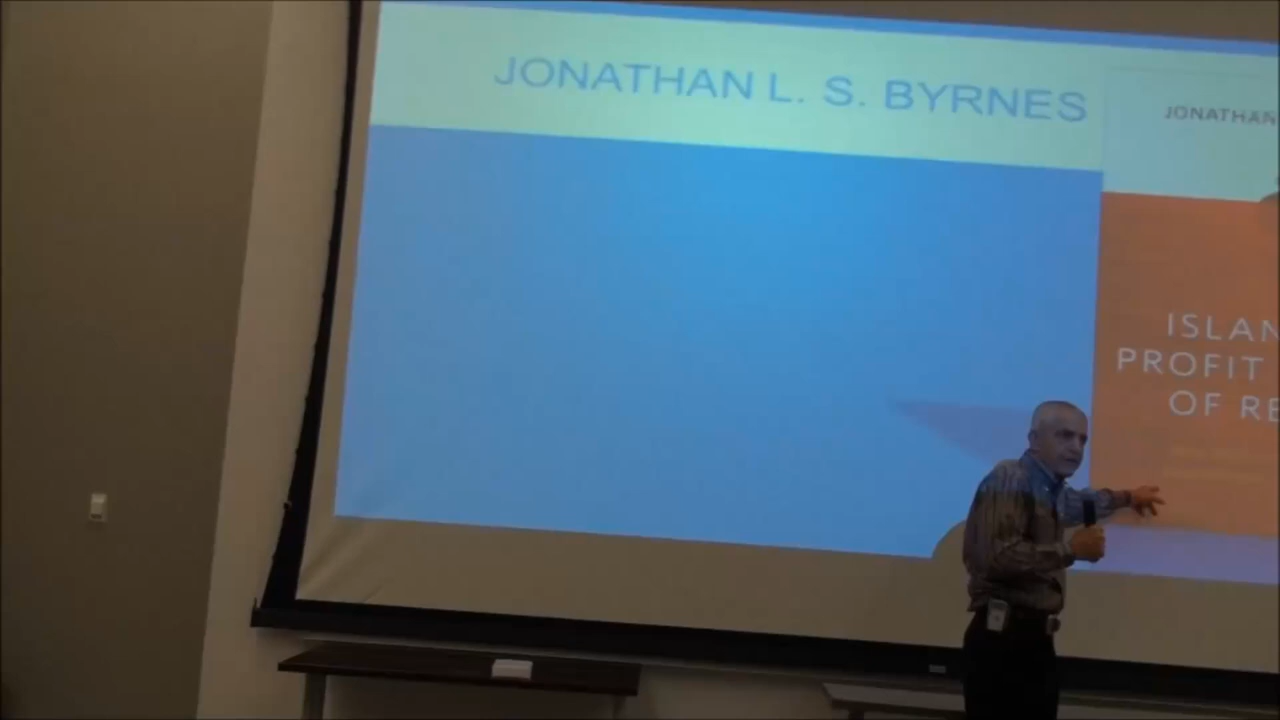 JONATHAN L. S. BYRNES
JONATHAN
ISLAN
PROFIT
OF RE